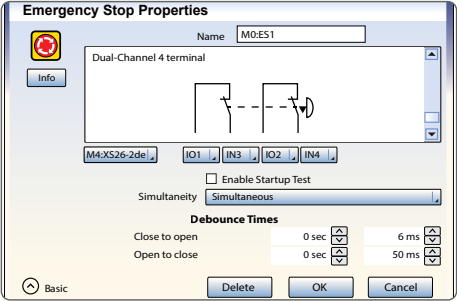 Emergency Stop Properties
Name M0:ES1
Info
Dual-Channel 4 terminal
M4:XS26-2de IO1 IN3 IO2 IN4
Enable Startup Test
Simultaneity Simultaneous
Debounce Times
Close to open 0 sec 6 ms
Open to close 0 sec 50 ms
Basic Delete OK Cancel